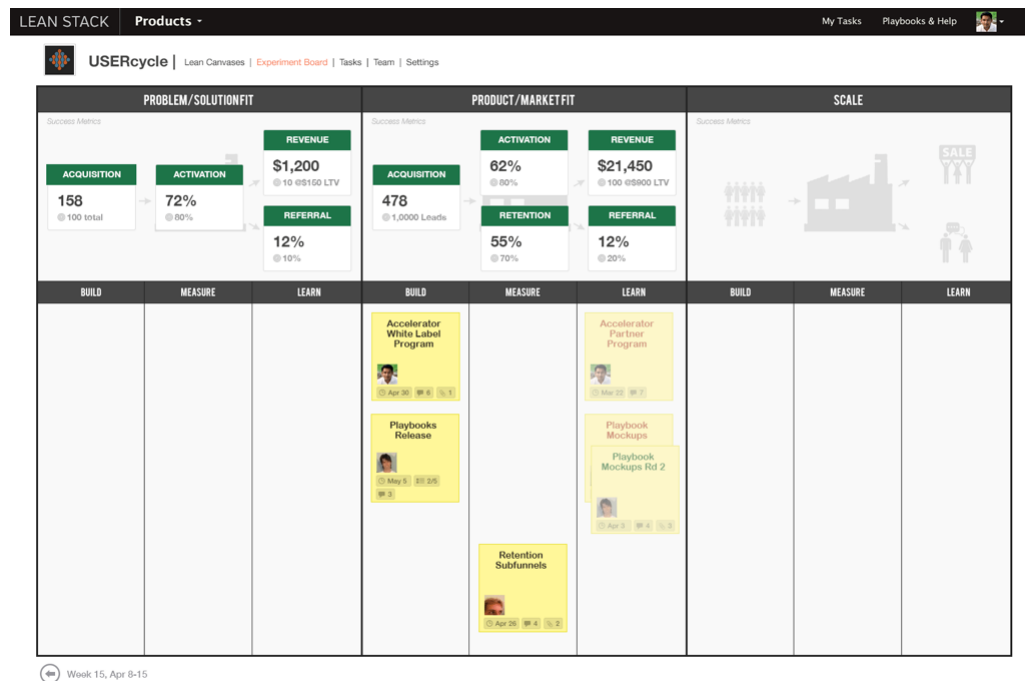 LEAN STACK Products My Tasks Playbooks & Help
USERcycle | Lean Canvases | Experiment Board | Tasks | Team | Settings
PROBLEM/SOLUTION FIT PRODUCT/MARKET FIT SCALE
Success Metrics Success Metrics Success Metrics
REVENUE
$1,200
10 @$150 LTV
ACQUISITION
158
100 total
ACTIVATION
72%
80%
REFERRAL
12%
10%
ACTIVATION
62%
80%
REVENUE
$21,450
100 @$900 LTV
ACQUISITION
478
1,0000 Leads
RETENTION
55%
70%
REFERRAL
12%
20%
SALE
BUILD MEASURE LEARN BUILD MEASURE LEARN BUILD MEASURE LEARN
Accelerator
White Label
Program
Apr 30 6 1
Accelerator
Partner
Program
Mar 22 7
Playbooks
Release
May 5 2/5
3
Playbook
Mockups
Playbook
Mockups Rd 2
Apr 3 4 3
Retention
Subfunnels
Apr 26 4 2
Week 15, Apr 8-15